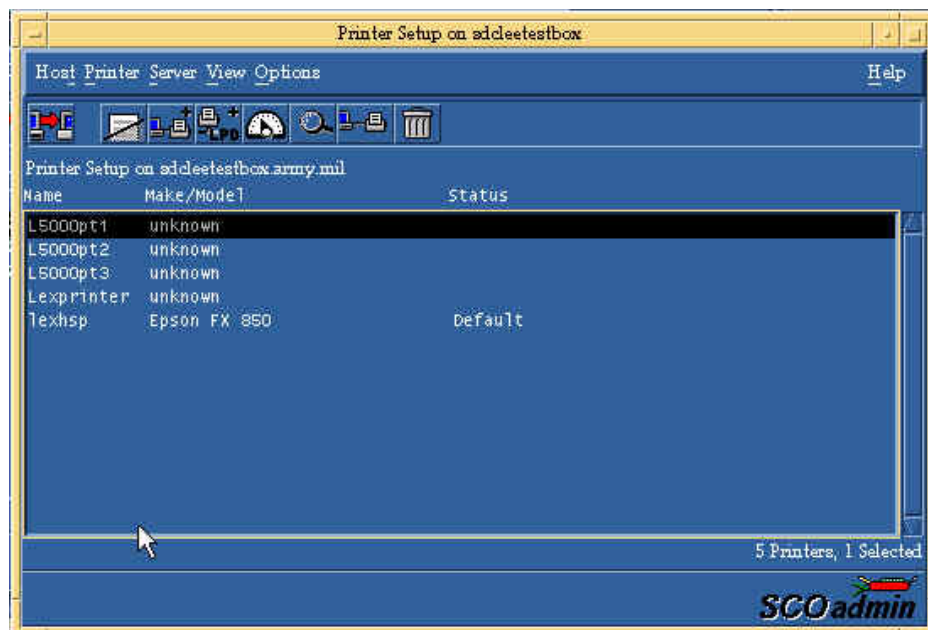 Printer Setup on sdcleetestbox
Host Printer Server View Options Help
LPD
Printer Setup on sdcleetestbox.army.mil
Name Make/Model Status
L5000pt1 unknown
L5000pt2 unknown
L5000pt3 unknown
Lexprinter unknown
lexhsp Epson FX 850 Default
5 Printers, 1 Selected
SCOadmin